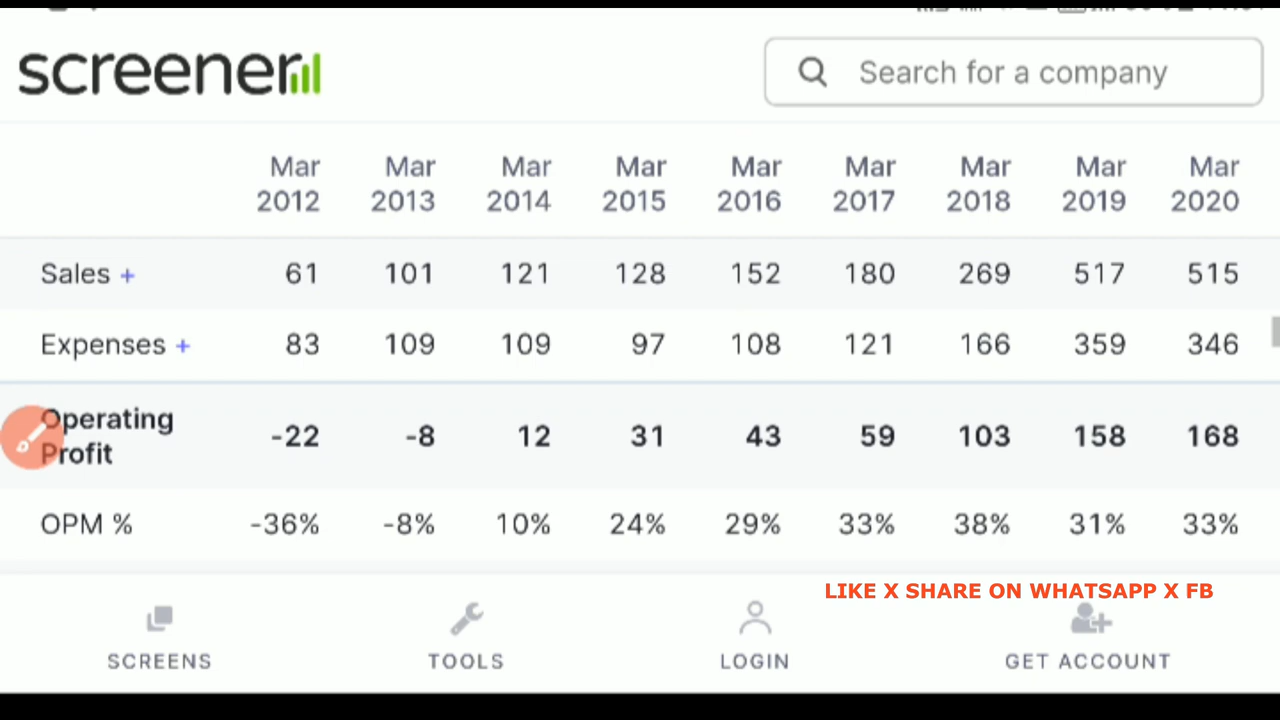 screener
Search for a company
Mar 2012 Mar 2013 Mar 2014 Mar 2015 Mar 2016 Mar 2017 Mar 2018 Mar 2019 Mar 2020
Sales + 61 101 121 128 152 180 269 517 515
Expenses + 83 109 109 97 108 121 166 359 346
Operating Profit -22 -8 12 31 43 59 103 158 168
OPM % -36% -8% 10% 24% 29% 33% 38% 31% 33%
LIKE X SHARE ON WHATSAPP X FB
SCREENS TOOLS LOGIN GET ACCOUNT